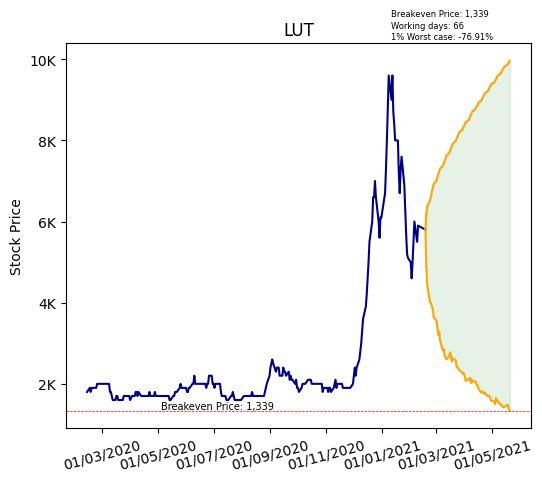 Breakeven Price: 1,339
Working days: 66
1% Worst case: -76.91%
LUT
10K
8K
6K
4K
2K
Stock Price
Breakeven Price: 1,339
01/03/2020
01/05/2021
01/07/2020
01/09/2020
01/11/2020
01/01/2021
01/03/2021
01/05/2021